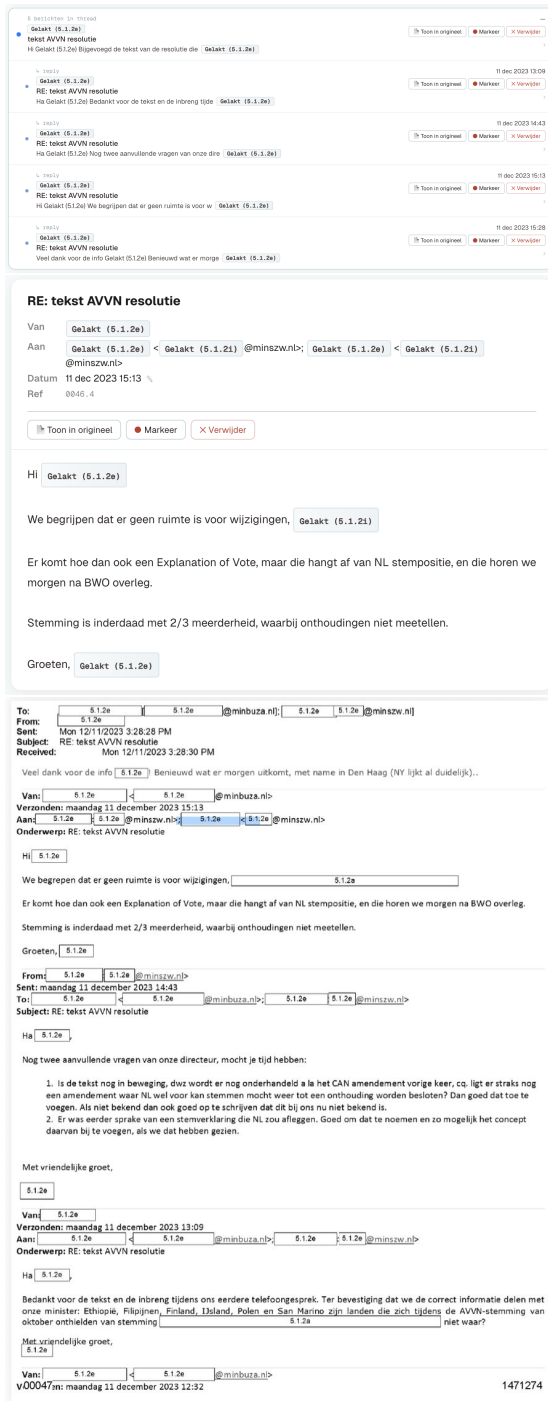 5 berichten in thread
Gelakt (5.1.2e)
tekst AVVN resolutie
Hi Gelakt (5.1.2e) Bijgevoegd de tekst van de resolutie die Gelakt (5.1.2e)
Toon in origineel Markeer × Verwijder
↳ reply
11 dec 2023 13:09
Gelakt (5.1.2e)
RE: tekst AVVN resolutie
Ha Gelakt (5.1.2e) Bedankt voor de tekst en de inbreng tijde Gelakt (5.1.2e)
Toon in origineel Markeer × Verwijder
↳ reply
11 dec 2023 14:43
Gelakt (5.1.2e)
RE: tekst AVVN resolutie
Ha Gelakt (5.1.2e) Nog twee aanvullende vragen van onze dire Gelakt (5.1.2e)
Toon in origineel Markeer × Verwijder
↳ reply
11 dec 2023 15:13
Gelakt (5.1.2e)
RE: tekst AVVN resolutie
Hi Gelakt (5.1.2e) We begrijpen dat er geen ruimte is voor w Gelakt (5.1.2e)
Toon in origineel Markeer × Verwijder
↳ reply
11 dec 2023 15:28
Gelakt (5.1.2e)
RE: tekst AVVN resolutie
Veel dank voor de info Gelakt (5.1.2e) Benieuwd wat er morge Gelakt (5.1.2e)
Toon in origineel Markeer × Verwijder
RE: tekst AVVN resolutie
Van Gelakt (5.1.2e)
Aan Gelakt (5.1.2e) < Gelakt (5.1.2i) @minszw.nl>; Gelakt (5.1.2e) < Gelakt (5.1.2i)
@minszw.nl>
Datum 11 dec 2023 15:13
Ref 0046.4
Toon in origineel Markeer × Verwijder
Hi Gelakt (5.1.2e)
We begrijpen dat er geen ruimte is voor wijzigingen, Gelakt (5.1.2i)
Er komt hoe dan ook een Explanation of Vote, maar die hangt af van NL stempositie, en die horen we
morgen na BWO overleg.
Stemming is inderdaad met 2/3 meerderheid, waarbij onthoudingen niet meetellen.
Groeten, Gelakt (5.1.2e)
To: 5.1.2e [ 5.1.2e @minbuza.nl]; 5.1.2e 5.1.2e @minszw.nl]
From: 5.1.2e
Sent: Mon 12/11/2023 3:28:28 PM
Subject: RE: tekst AVVN resolutie
Received: Mon 12/11/2023 3:28:30 PM
Veel dank voor de info 5.1.2e ! Benieuwd wat er morgen uitkomt, met name in Den Haag (NY lijkt al duidelijk)..
Van: 5.1.2e < 5.1.2e @minbuza.nl>
Verzonden: maandag 11 december 2023 15:13
Aan: 5.1.2e 5.1.2e @minszw.nl>; 5.1.2e < 5.1.2e @minszw.nl>
Onderwerp: RE: tekst AVVN resolutie
Hi 5.1.2e
We begrepen dat er geen ruimte is voor wijzigingen, 5.1.2a
Er komt hoe dan ook een Explanation of Vote, maar die hangt af van NL stempositie, en die horen we morgen na BWO overleg.
Stemming is inderdaad met 2/3 meerderheid, waarbij onthoudingen niet meetellen.
Groeten, 5.1.2e
From: 5.1.2e 5.1.2e @minszw.nl>
Sent: maandag 11 december 2023 14:43
To: 5.1.2e < 5.1.2e @minbuza.nl>; 5.1.2e 5.1.2e @minszw.nl>
Subject: RE: tekst AVVN resolutie
Ha 5.1.2e ,
Nog twee aanvullende vragen van onze directeur, mocht je tijd hebben:
1. Is de tekst nog in beweging, dwz wordt er nog onderhandeld a la het CAN amendement vorige keer, cq. ligt er straks nog
een amendement waar NL wel voor kan stemmen mocht weer tot een onthouding worden besloten? Dan goed dat toe te
voegen. Als niet bekend dan ook goed op te schrijven dat dit bij ons nu niet bekend is.
2. Er was eerder sprake van een stemverklaring die NL zou afleggen. Goed om dat te noemen en zo mogelijk het concept
daarvan bij te voegen, als we dat hebben gezien.
Met vriendelijke groet,
5.1.2e
Van: 5.1.2e
Verzonden: maandag 11 december 2023 13:09
Aan: 5.1.2e < 5.1.2e @minbuza.nl>; 5.1.2e 5.1.2e @minszw.nl>
Onderwerp: RE: tekst AVVN resolutie
Ha 5.1.2e ,
Bedankt voor de tekst en de inbreng tijdens ons eerdere telefoongesprek. Ter bevestiging dat we de correct informatie delen met
onze minister: Ethiopië, Filipijnen, Finland, IJsland, Polen en San Marino zijn landen die zich tijdens de AVVN-stemming van
oktober onthielden van stemming 5.1.2a niet waar?
Met vriendelijke groet,
5.1.2e
Van: 5.1.2e < 5.1.2e @minbuza.nl>
00047 maandag 11 december 2023 12:32 1471274